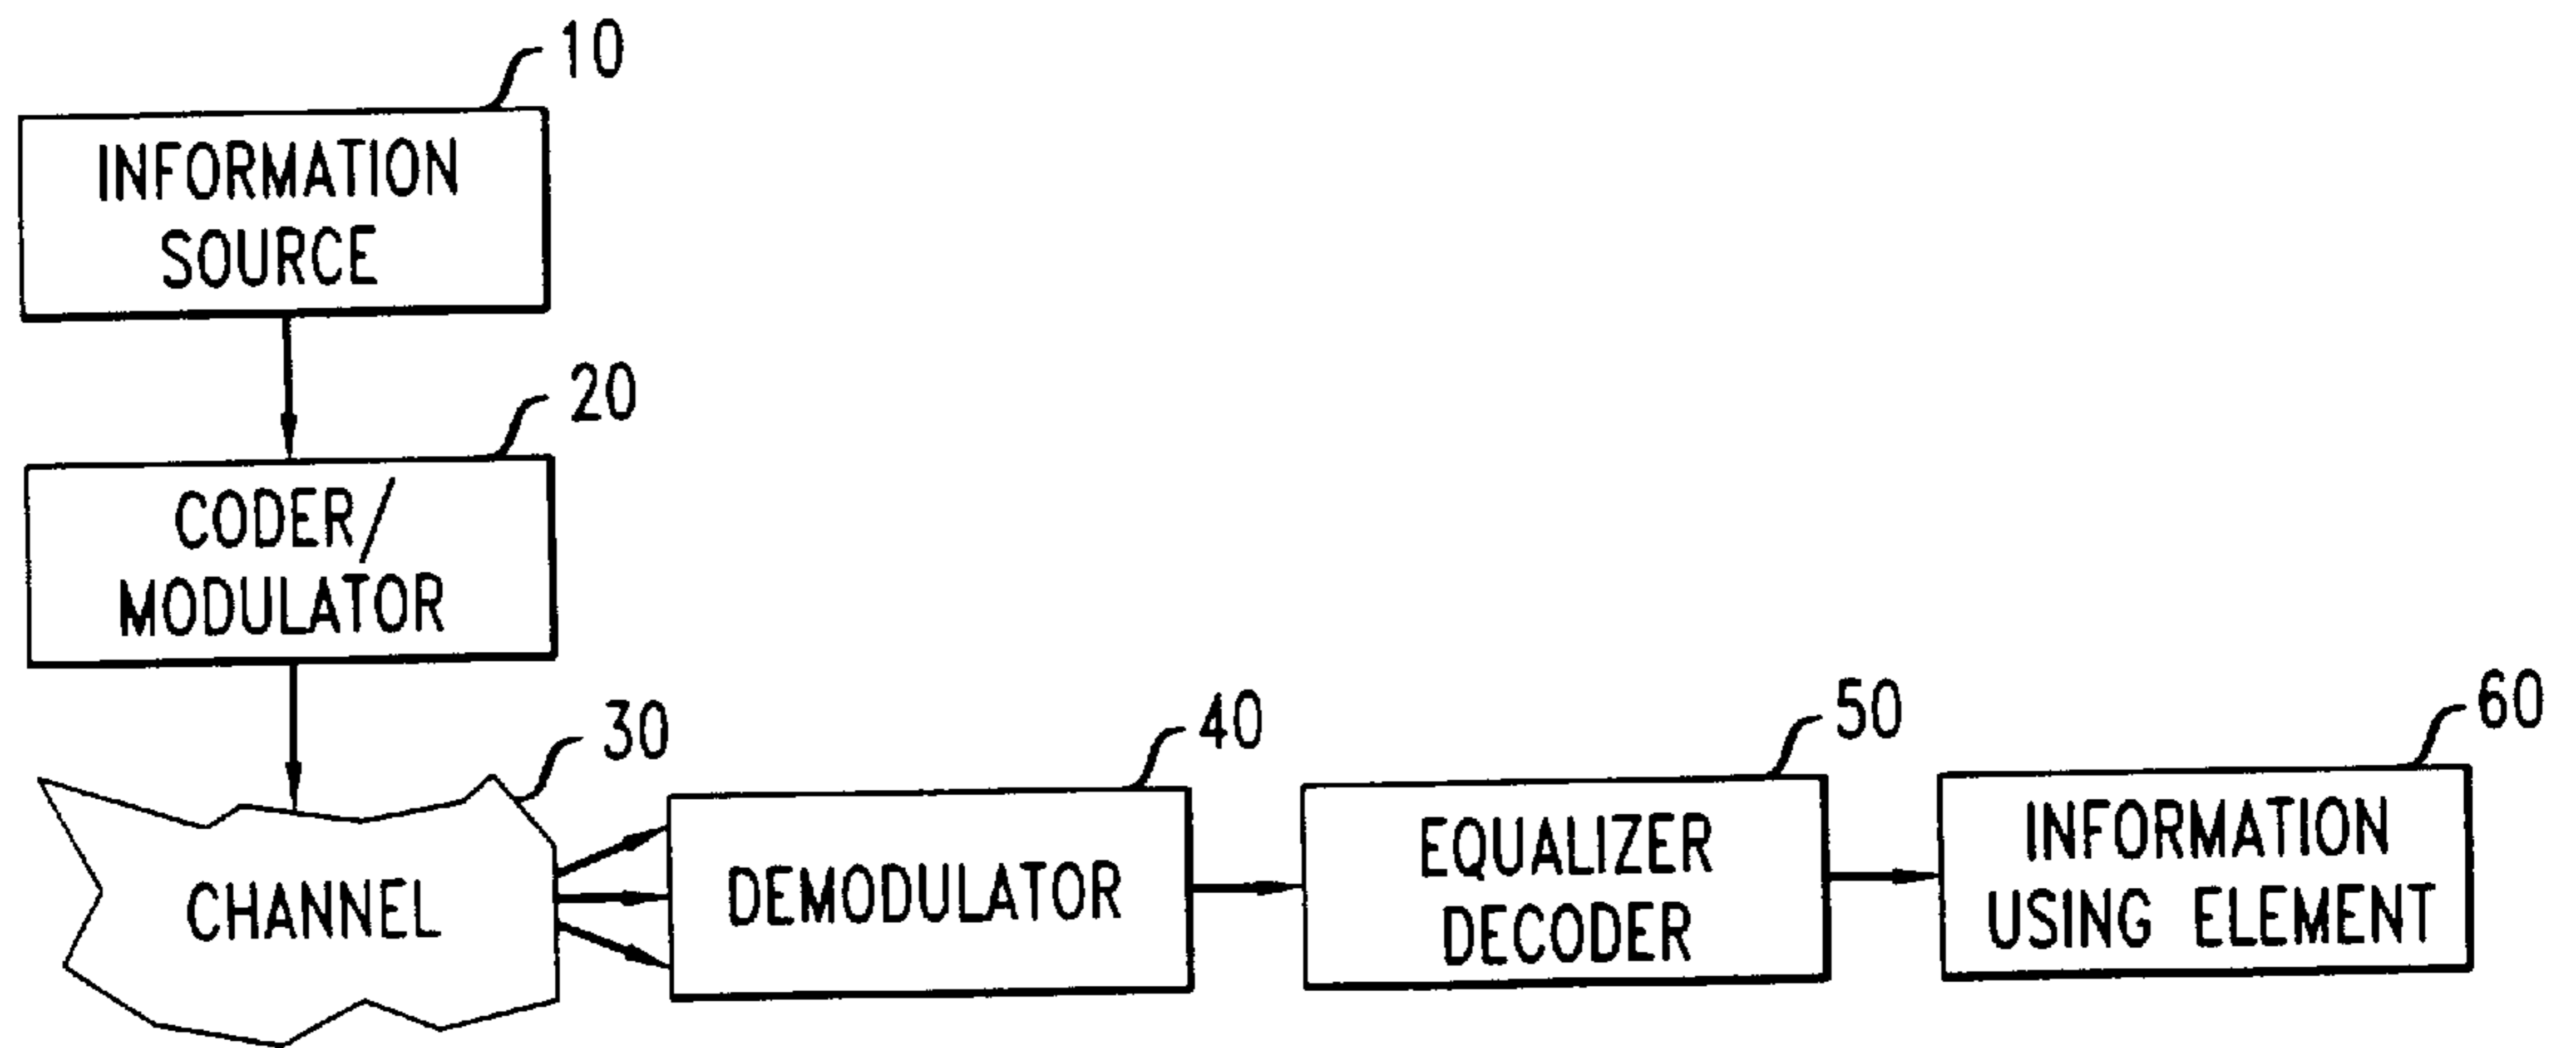 10
INFORMATION
SOURCE
20
CODER/
MODULATOR
30
CHANNEL
40
DEMODULATOR
50
EQUALIZER
DECODER
60
INFORMATION
USING ELEMENT